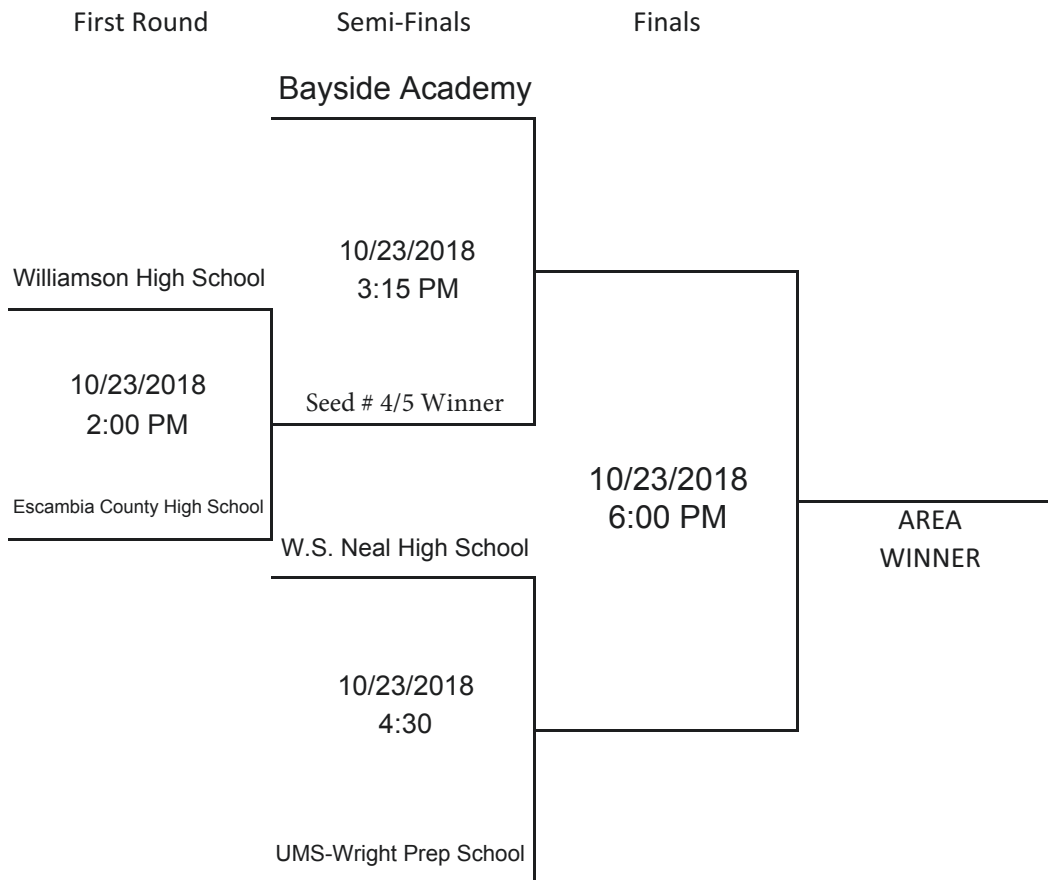 First Round
Semi-Finals
Finals
Bayside Academy
10/23/2018
3:15 PM
Williamson High School
10/23/2018
2:00 PM
Seed # 4/5 Winner
Escambia County High School
10/23/2018
6:00 PM
AREA
WINNER
W.S. Neal High School
10/23/2018
4:30
UMS-Wright Prep School